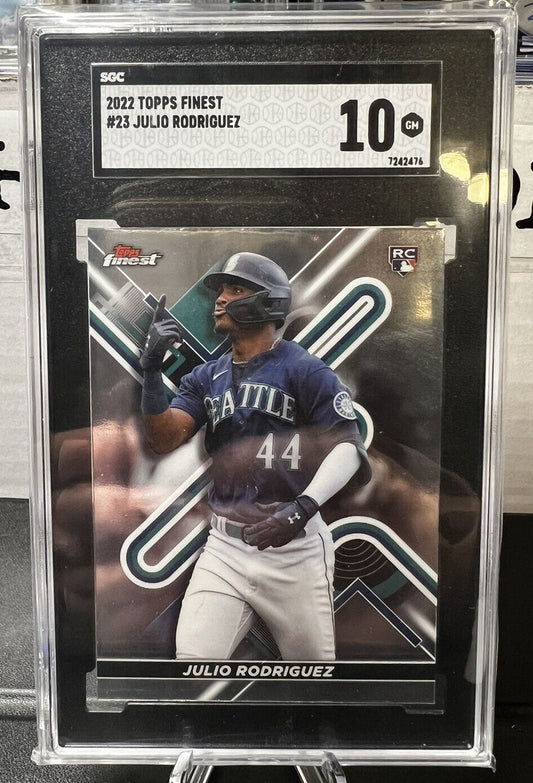 SGC
2022 TOPPS FINEST
#23 JULIO RODRIGUEZ
10 GM
7242476
Topps
finest
RC
SEATTLE
44
JULIO RODRIGUEZ